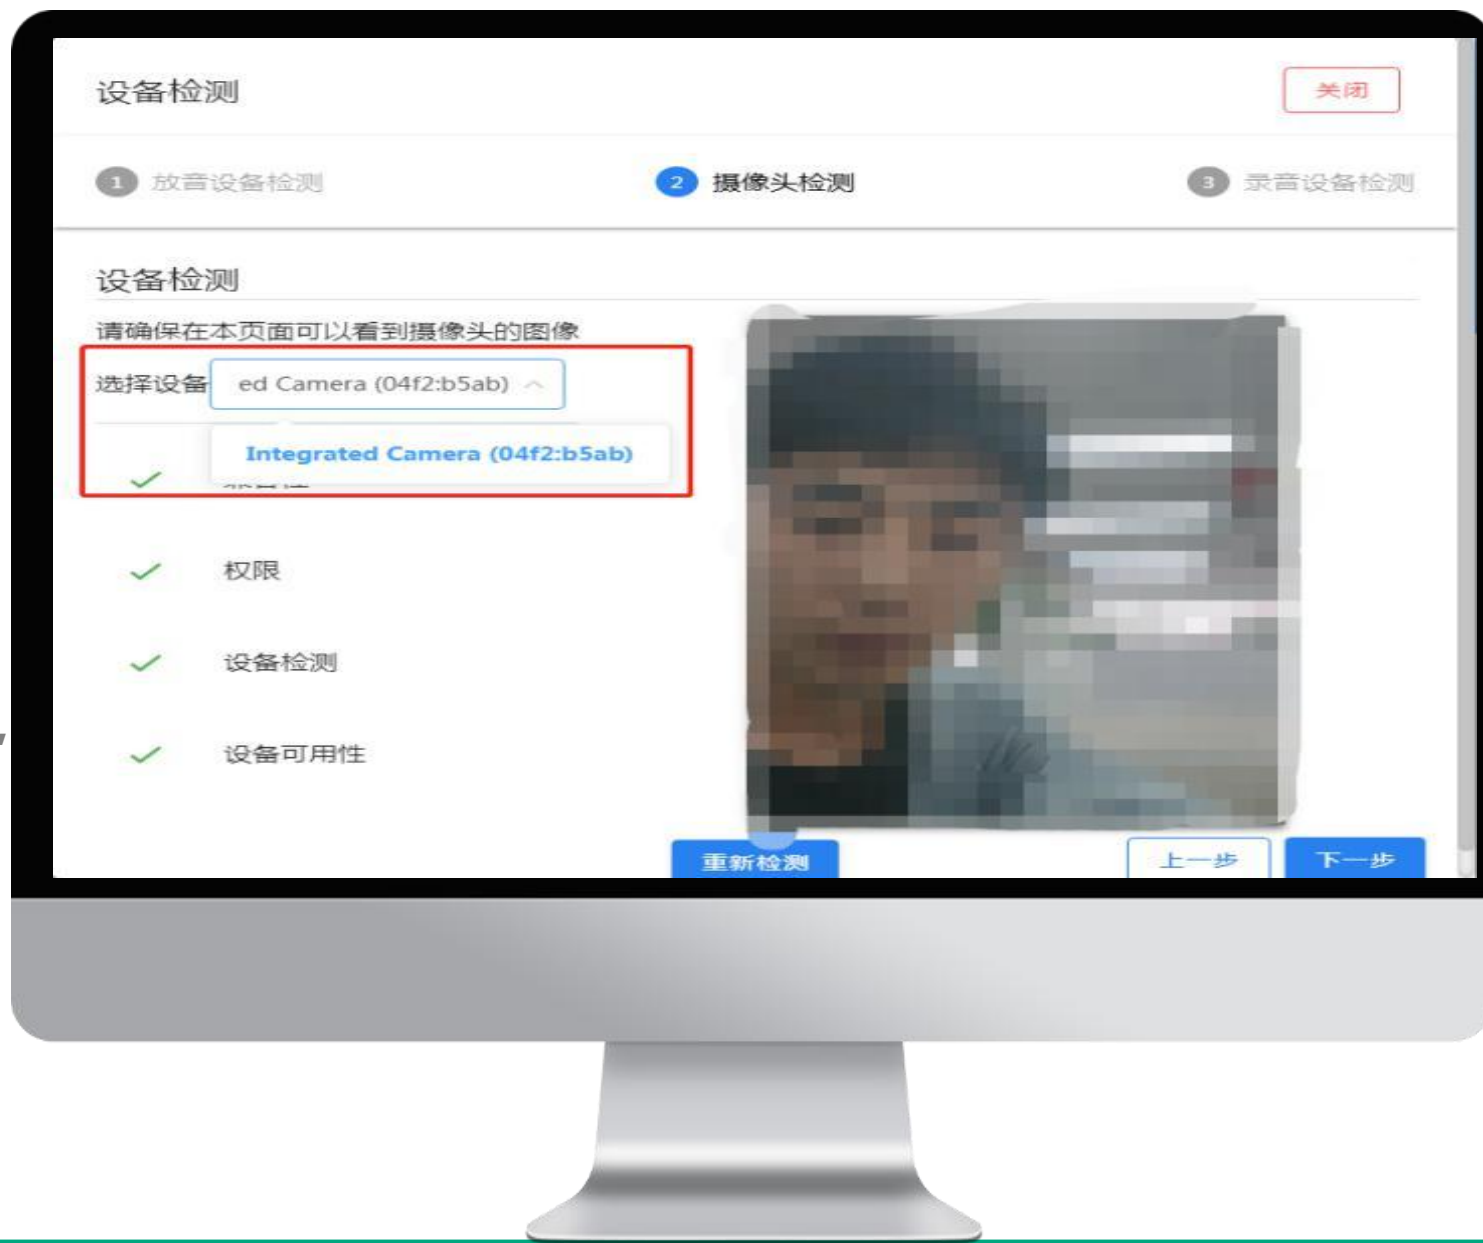 设备检测
关闭
1 放音设备检测
2 摄像头检测
3 录音设备检测
设备检测
请确保在本页面可以看到摄像头的图像
选择设备 ed Camera (04f2:b5ab)
Integrated Camera (04f2:b5ab)
权限
设备检测
设备可用性
重新检测
上一步
下一步